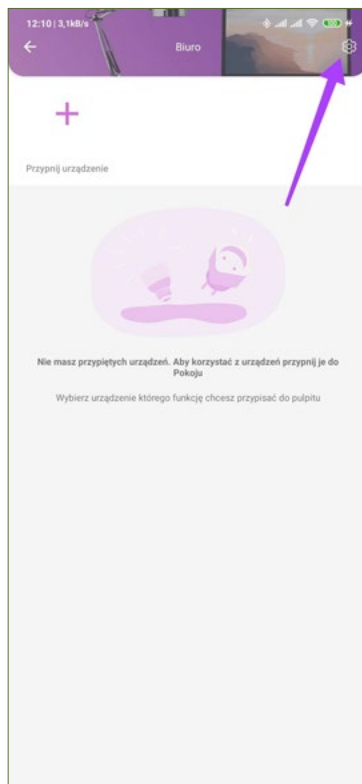 12:10 | 3,1kB/s
100
Biuro
Przypnij urządzenie
Nie masz przypiętych urządzeń. Aby korzystać z urządzeń przypnij je do
Pokoju
Wybierz urządzenie którego funkcję chcesz przypisać do pulpitu